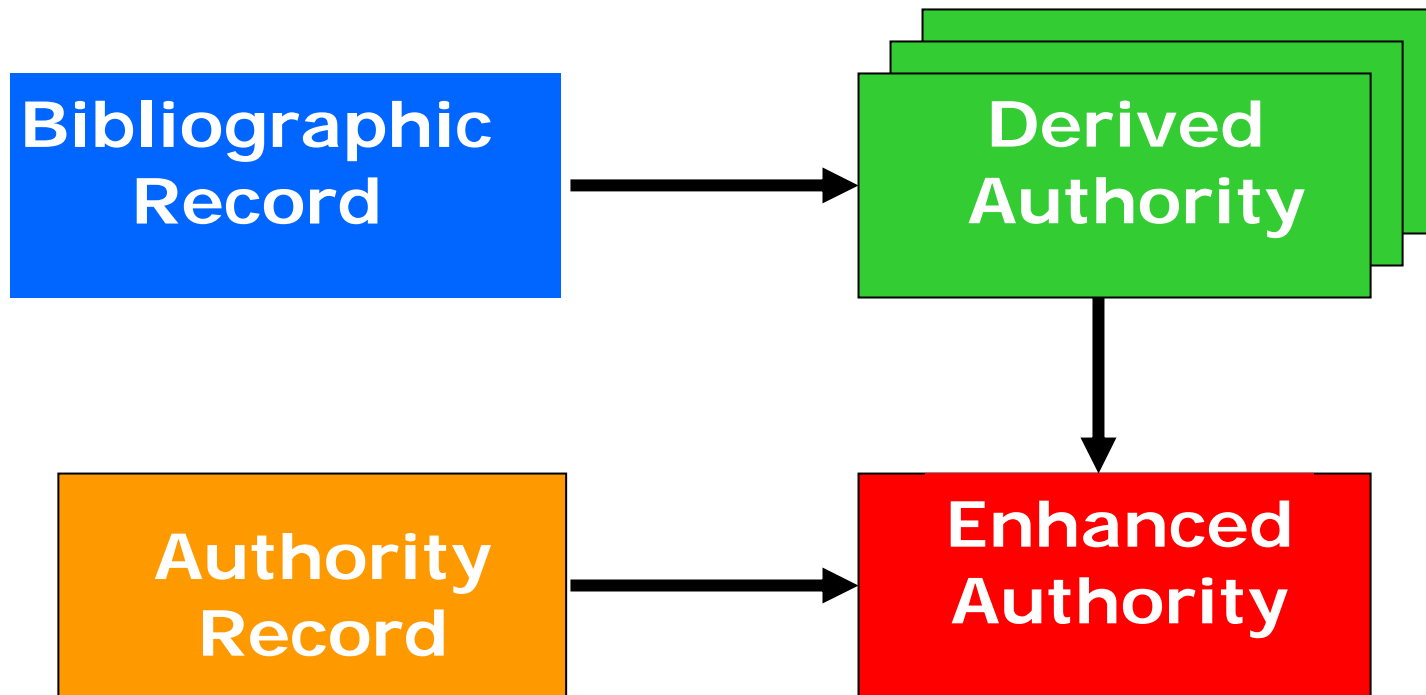 Bibliographic
Record
Derived
Authority
Authority
Record
Enhanced
Authority